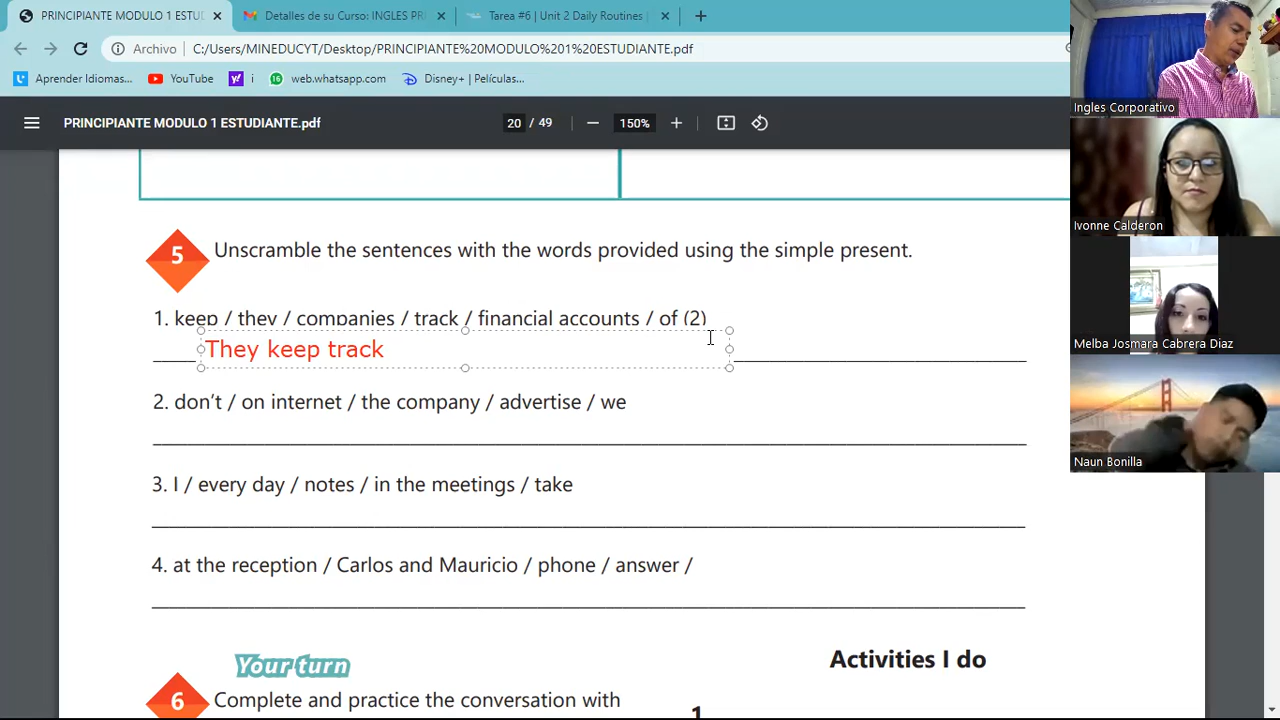 PRINCIPIANTE MODULO 1 ESTUD
Detalles de su Curso: INGLES PRI
Tarea #6 | Unit 2 Daily Routines |
Archivo C:/Users/MINEDUCYT/Desktop/PRINCIPIANTE%20MODULO%201%20ESTUDIANTE.pdf
Aprender Idiomas... YouTube i web.whatsapp.com Disney+ | Películas...
PRINCIPIANTE MODULO 1 ESTUDIANTE.pdf 20 / 49 150%
5 Unscramble the sentences with the words provided using the simple present.
1. keep / they / companies / track / financial accounts / of (2)
They keep track
2. don't / on internet / the company / advertise / we
3. I / every day / notes / in the meetings / take
4. at the reception / Carlos and Mauricio / phone / answer /
Your turn
Activities I do
6 Complete and practice the conversation with
1
Ingles Corporativo
Ivonne Calderon
Melba Josmara Cabrera Diaz
Naun Bonilla